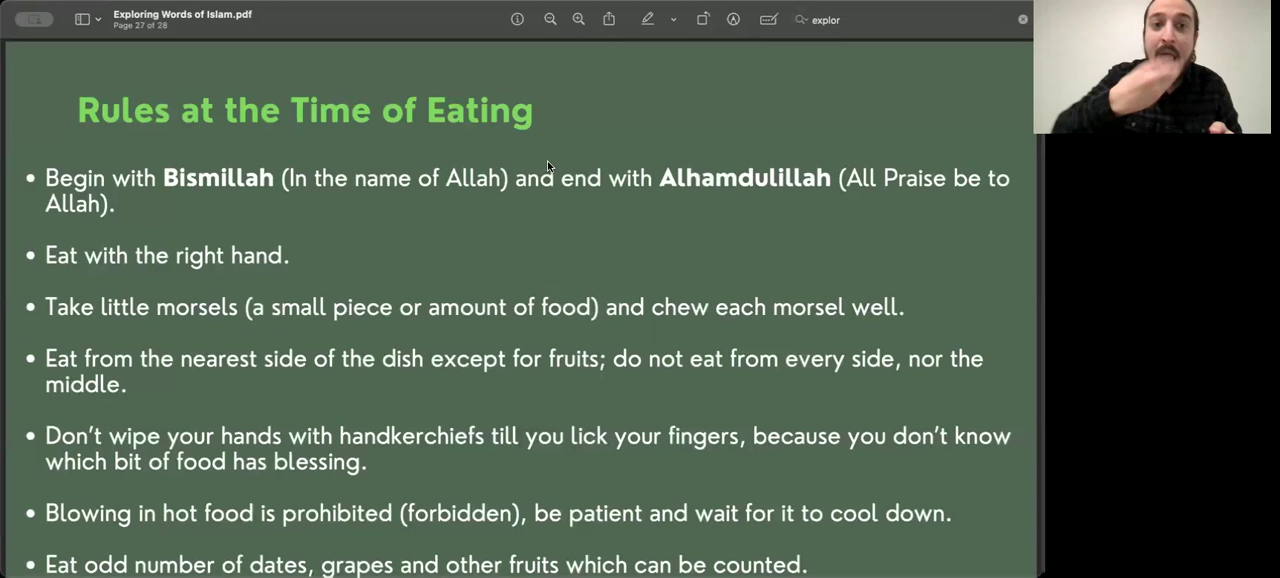 Exploring Words of Islam.pdf
Page 27 of 28
explor
Rules at the Time of Eating
• Begin with Bismillah (In the name of Allah) and end with Alhamdulillah (All Praise be to
Allah).
• Eat with the right hand.
• Take little morsels (a small piece or amount of food) and chew each morsel well.
• Eat from the nearest side of the dish except for fruits; do not eat from every side, nor the
middle.
• Don't wipe your hands with handkerchiefs till you lick your fingers, because you don't know
which bit of food has blessing.
• Blowing in hot food is prohibited (forbidden), be patient and wait for it to cool down.
• Eat odd number of dates, grapes and other fruits which can be counted.